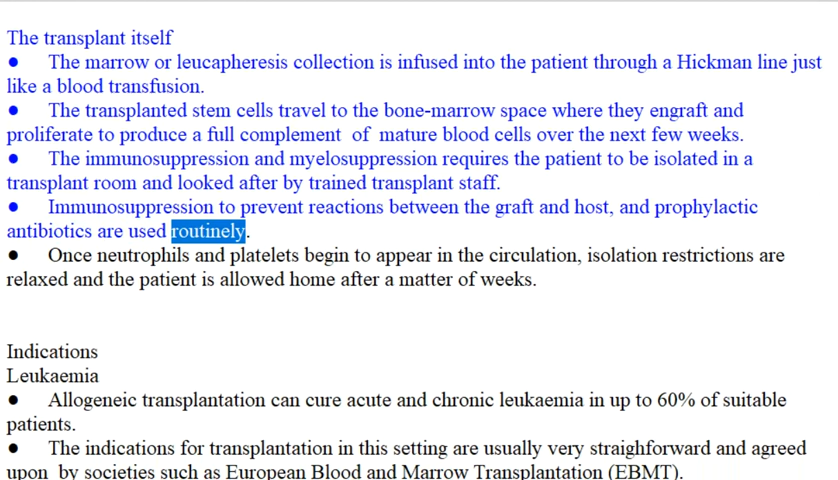 The transplant itself
● The marrow or leucapheresis collection is infused into the patient through a Hickman line just
like a blood transfusion.
● The transplanted stem cells travel to the bone-marrow space where they engraft and
proliferate to produce a full complement of mature blood cells over the next few weeks.
● The immunosuppression and myelosuppression requires the patient to be isolated in a
transplant room and looked after by trained transplant staff.
● Immunosuppression to prevent reactions between the graft and host, and prophylactic
antibiotics are used routinely.
● Once neutrophils and platelets begin to appear in the circulation, isolation restrictions are
relaxed and the patient is allowed home after a matter of weeks.
Indications
Leukaemia
● Allogeneic transplantation can cure acute and chronic leukaemia in up to 60% of suitable
patients.
● The indications for transplantation in this setting are usually very straighforward and agreed
upon by societies such as European Blood and Marrow Transplantation (EBMT).